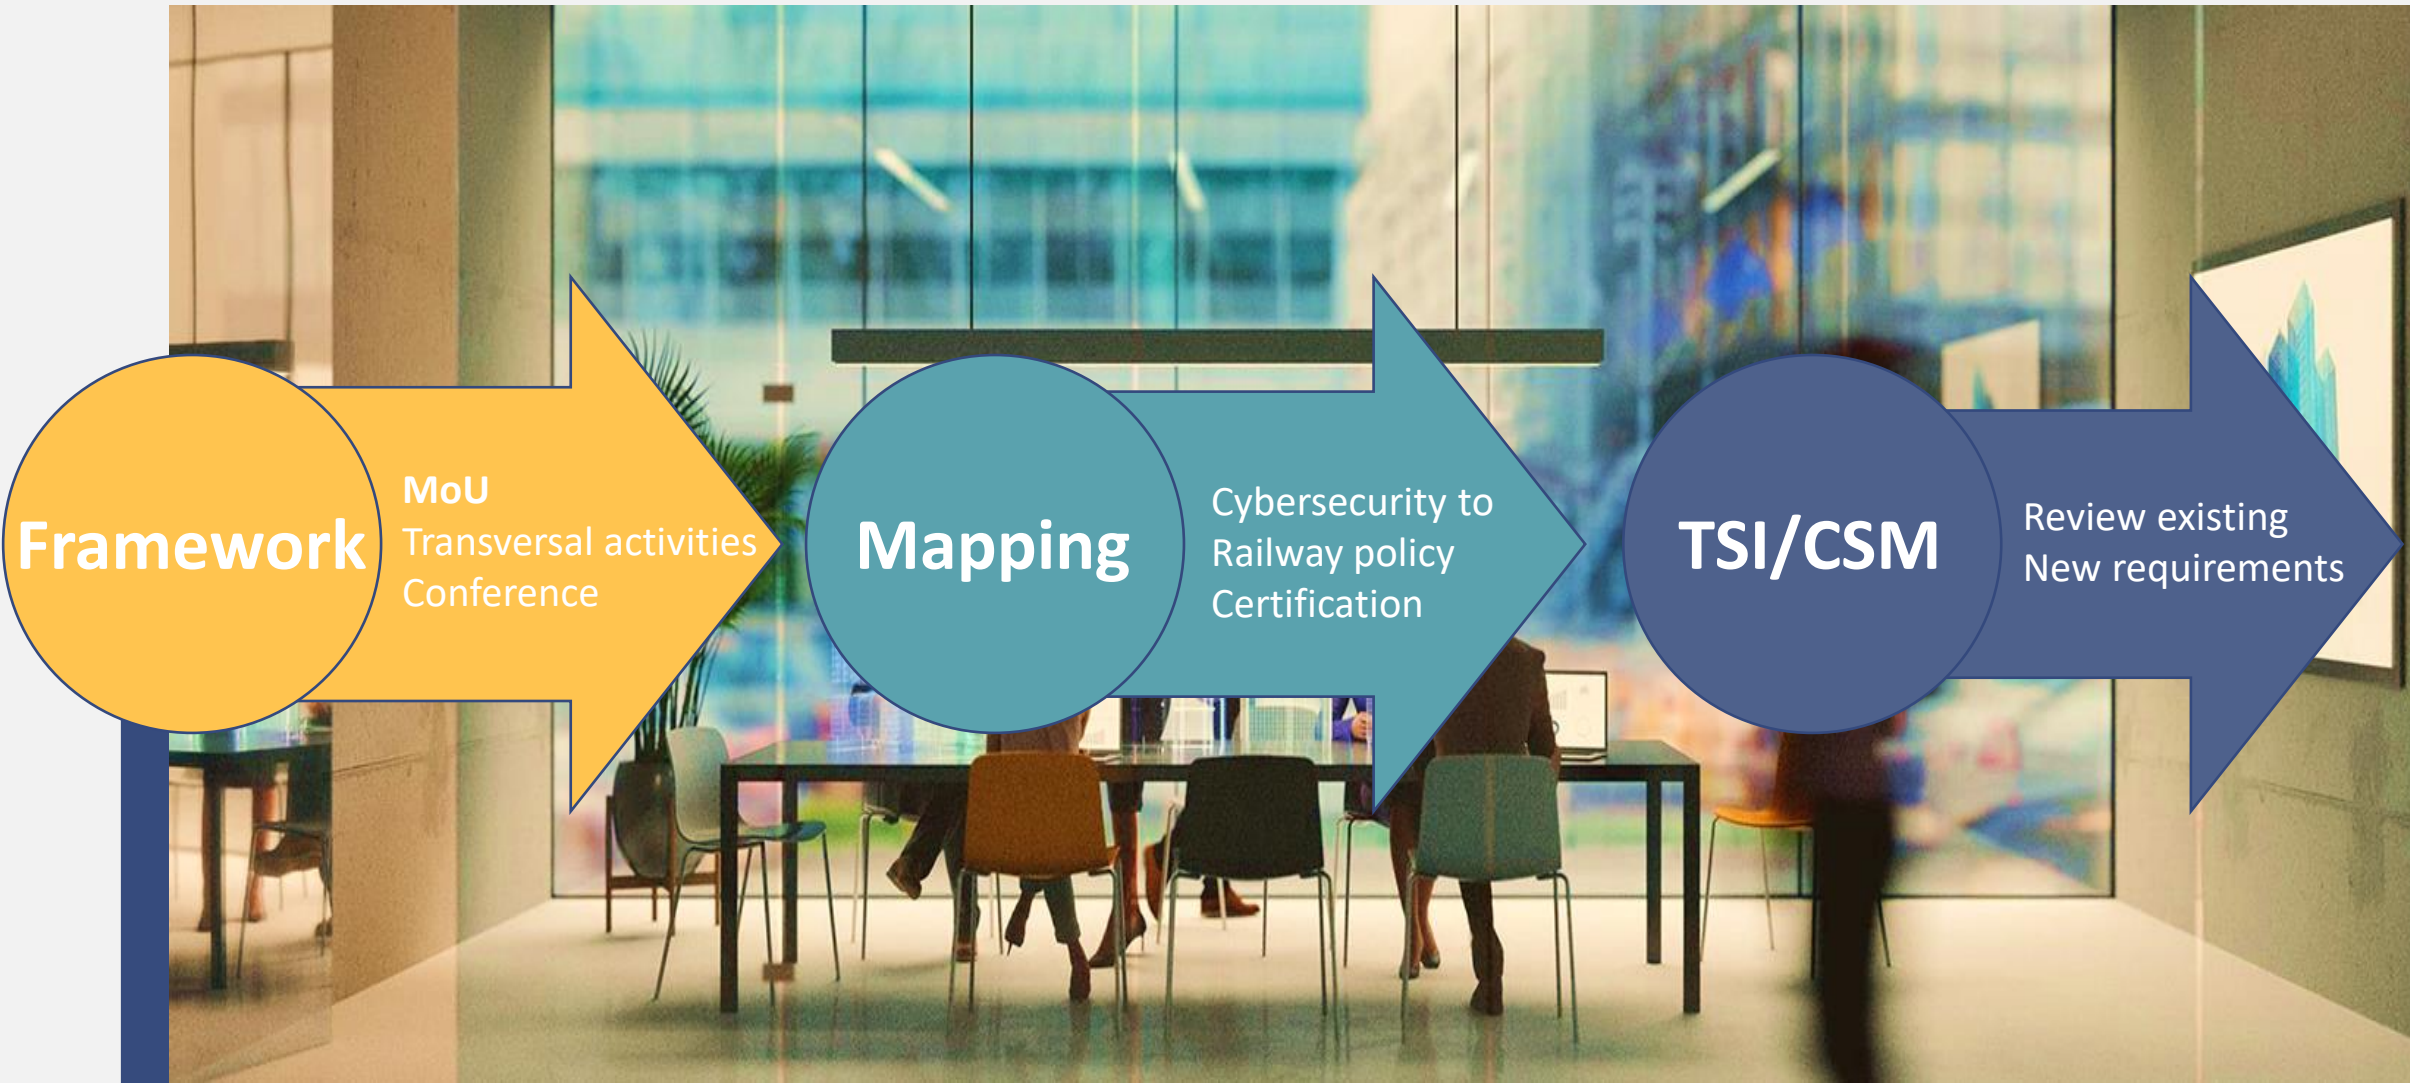 Framework
MoU
Transversal activities
Conference
Mapping
Cybersecurity to
Railway policy
Certification
TSI/CSM
Review existing
New requirements